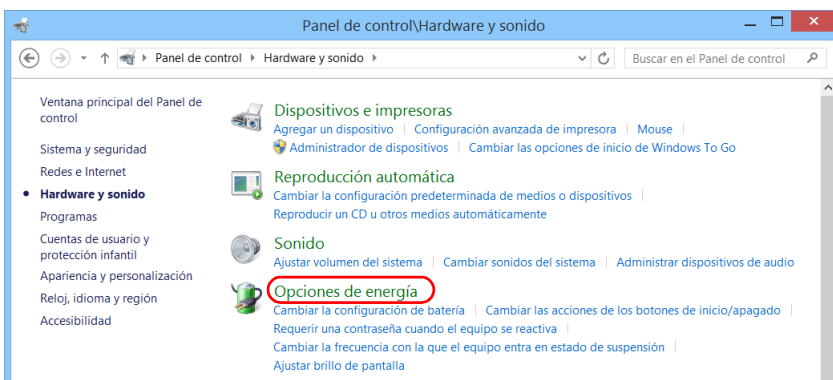 Panel de control\Hardware y sonido
Panel de control Hardware y sonido
Buscar en el Panel de control
Ventana principal del Panel de
control
Sistema y seguridad
Redes e Internet
Hardware y sonido
Programas
Cuentas de usuario y
protección infantil
Apariencia y personalización
Reloj, idioma y región
Accesibilidad
Dispositivos e impresoras
Agregar un dispositivo Configuración avanzada de impresora Mouse
Administrador de dispositivos Cambiar las opciones de inicio de Windows To Go
Reproducción automática
Cambiar la configuración predeterminada de medios o dispositivos
Reproducir un CD u otros medios automáticamente
Sonido
Ajustar volumen del sistema Cambiar sonidos del sistema Administrar dispositivos de audio
Opciones de energía
Cambiar la configuración de batería Cambiar las acciones de los botones de inicio/apagado
Requerir una contraseña cuando el equipo se reactiva
Cambiar la frecuencia con la que el equipo entra en estado de suspensión
Ajustar brillo de pantalla